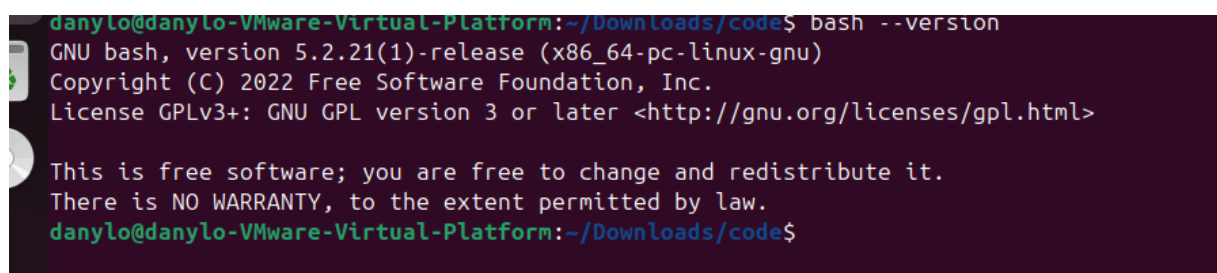 danylo@danylo-VMware-Virtual-Platform:~/Downloads/code$ bash --version
GNU bash, version 5.2.21(1)-release (x86_64-pc-linux-gnu)
Copyright (C) 2022 Free Software Foundation, Inc.
License GPLv3+: GNU GPL version 3 or later <http://gnu.org/licenses/gpl.html>

This is free software; you are free to change and redistribute it.
There is NO WARRANTY, to the extent permitted by law.
danylo@danylo-VMware-Virtual-Platform:~/Downloads/code$